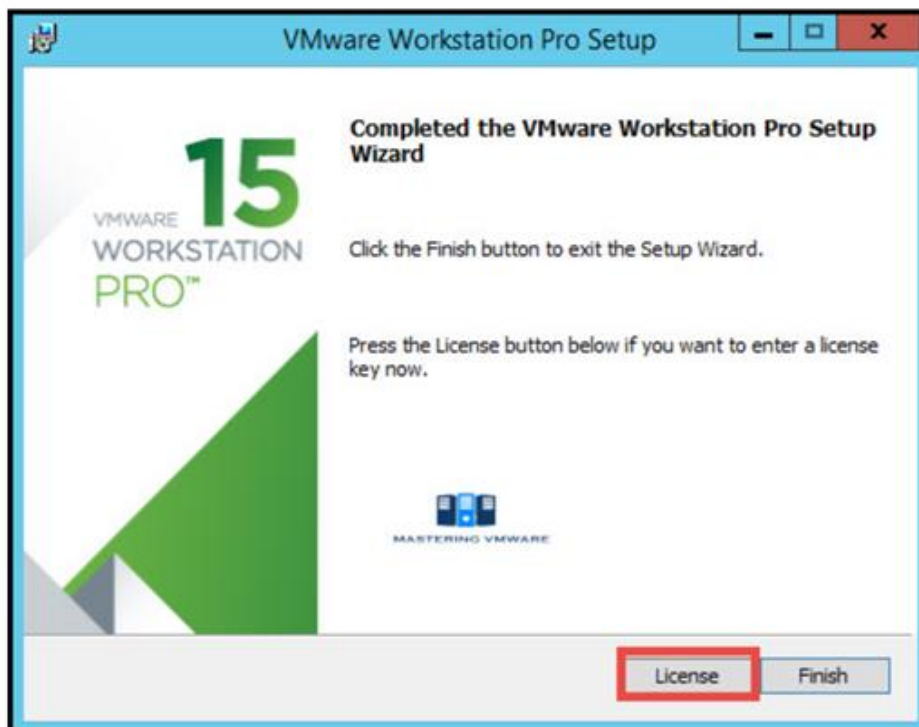 VMware Workstation Pro Setup
15
VMWARE
WORKSTATION
PRO™
Completed the VMware Workstation Pro Setup
Wizard
Click the Finish button to exit the Setup Wizard.
Press the License button below if you want to enter a license
key now.
MASTERING VMWARE
License
Finish